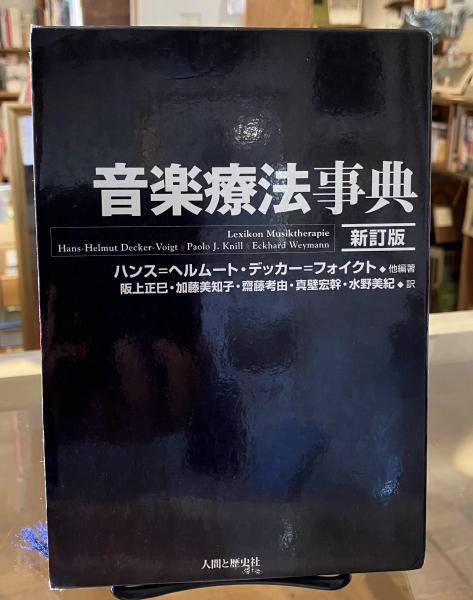 音楽療法事典
Lexikon Musiktherapie
Hans-Helmut Decker-Voigt § Paolo J. Knill § Eckhard Weymann
新訂版
ハンス=ヘルムート・デッカー=フォイクト◆他編著
阪上正巳・加藤美知子・齋藤考由・真壁宏幹・水野美紀◆訳
人間と歴史社